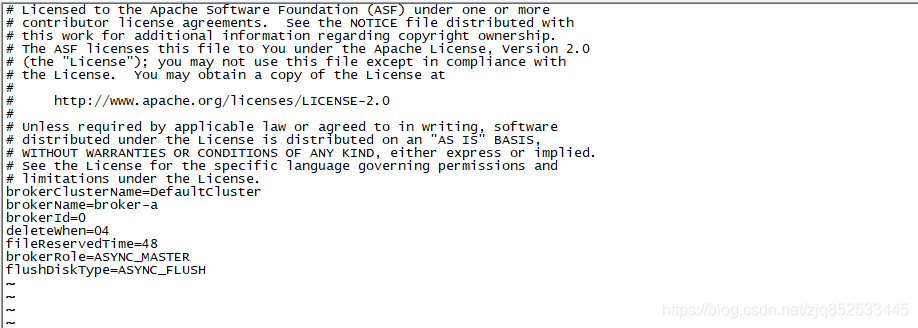 # Licensed to the Apache Software Foundation (ASF) under one or more
# contributor license agreements.  See the NOTICE file distributed with
# this work for additional information regarding copyright ownership.
# The ASF licenses this file to You under the Apache License, Version 2.0
# (the "License"); you may not use this file except in compliance with
# the License.  You may obtain a copy of the License at
#
#     http://www.apache.org/licenses/LICENSE-2.0
#
# Unless required by applicable law or agreed to in writing, software
# distributed under the License is distributed on an "AS IS" BASIS,
# WITHOUT WARRANTIES OR CONDITIONS OF ANY KIND, either express or implied.
# See the License for the specific language governing permissions and
# limitations under the License.
brokerClusterName=DefaultCluster
brokerName=broker-a
brokerId=0
deleteWhen=04
fileReservedTime=48
brokerRole=ASYNC_MASTER
flushDiskType=ASYNC_FLUSH
~
~
~
~
https://blog.csdn.net/zjq852533445